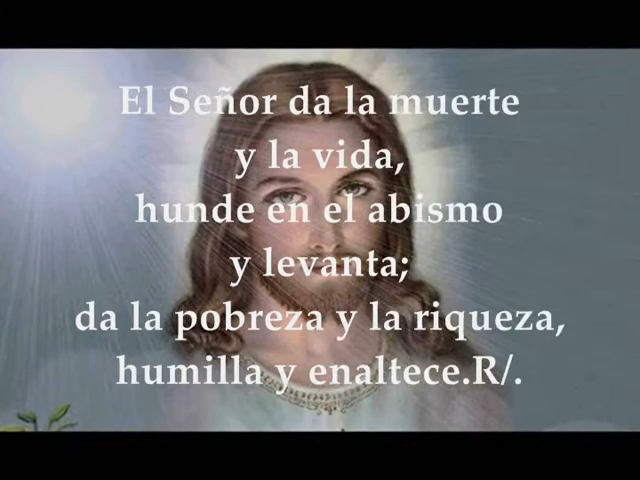 El Señor da la muerte
y la vida,
hunde en el abismo
y levanta;
da la pobreza y la riqueza,
humilla y enaltece.R/.